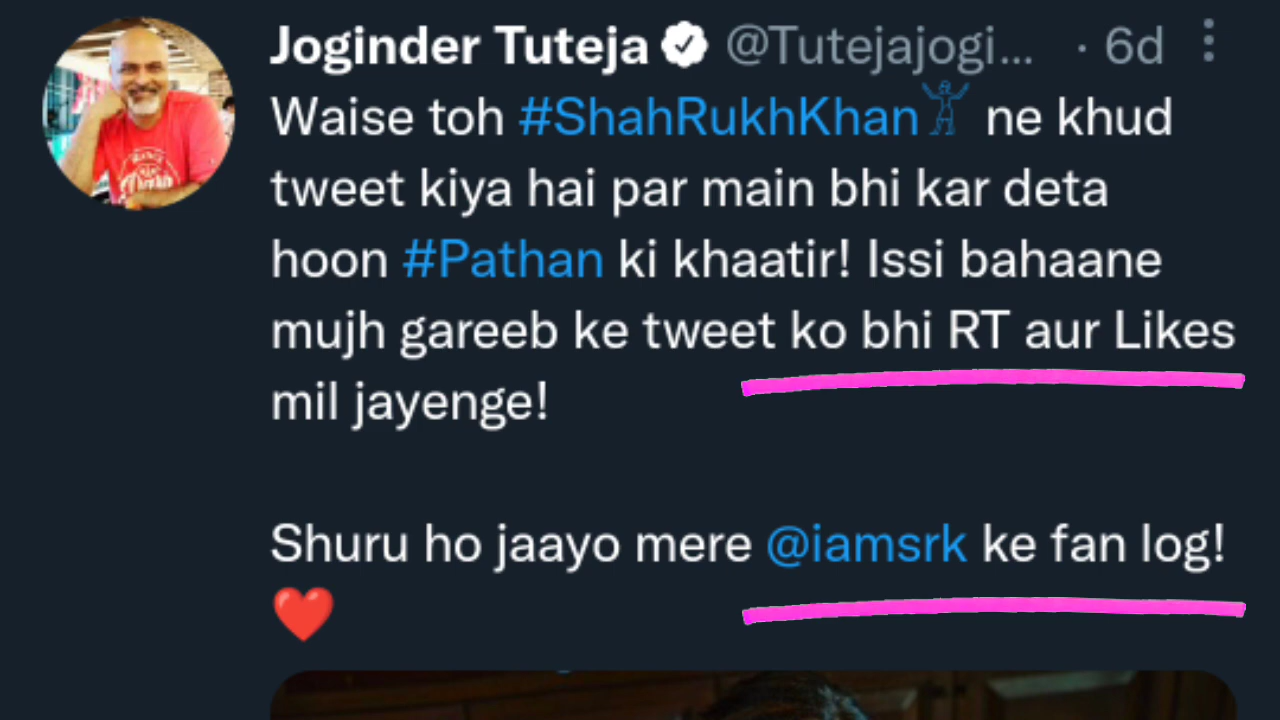 Joginder Tuteja @Tutejajogi... · 6d
Waise toh #ShahRukhKhan ne khud
tweet kiya hai par main bhi kar deta
hoon #Pathan ki khaatir! Issi bahaane
mujh gareeb ke tweet ko bhi RT aur Likes
mil jayenge!
Shuru ho jaayo mere @iamsrk ke fan log!
❤️